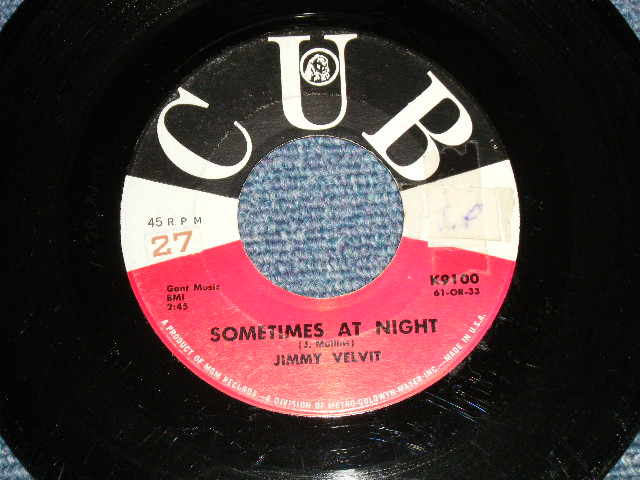 CUB
45 R.P.M.
27
J.P
Gant Music
BMI
2:45
K9100
61-OR-33
SOMETIMES AT NIGHT
(J. Mullins)
JIMMY VELVIT
A PRODUCT OF MGM RECORDS—A DIVISION OF METRO-GOLDWYN-MAYER, INC.—MADE IN U.S.A.